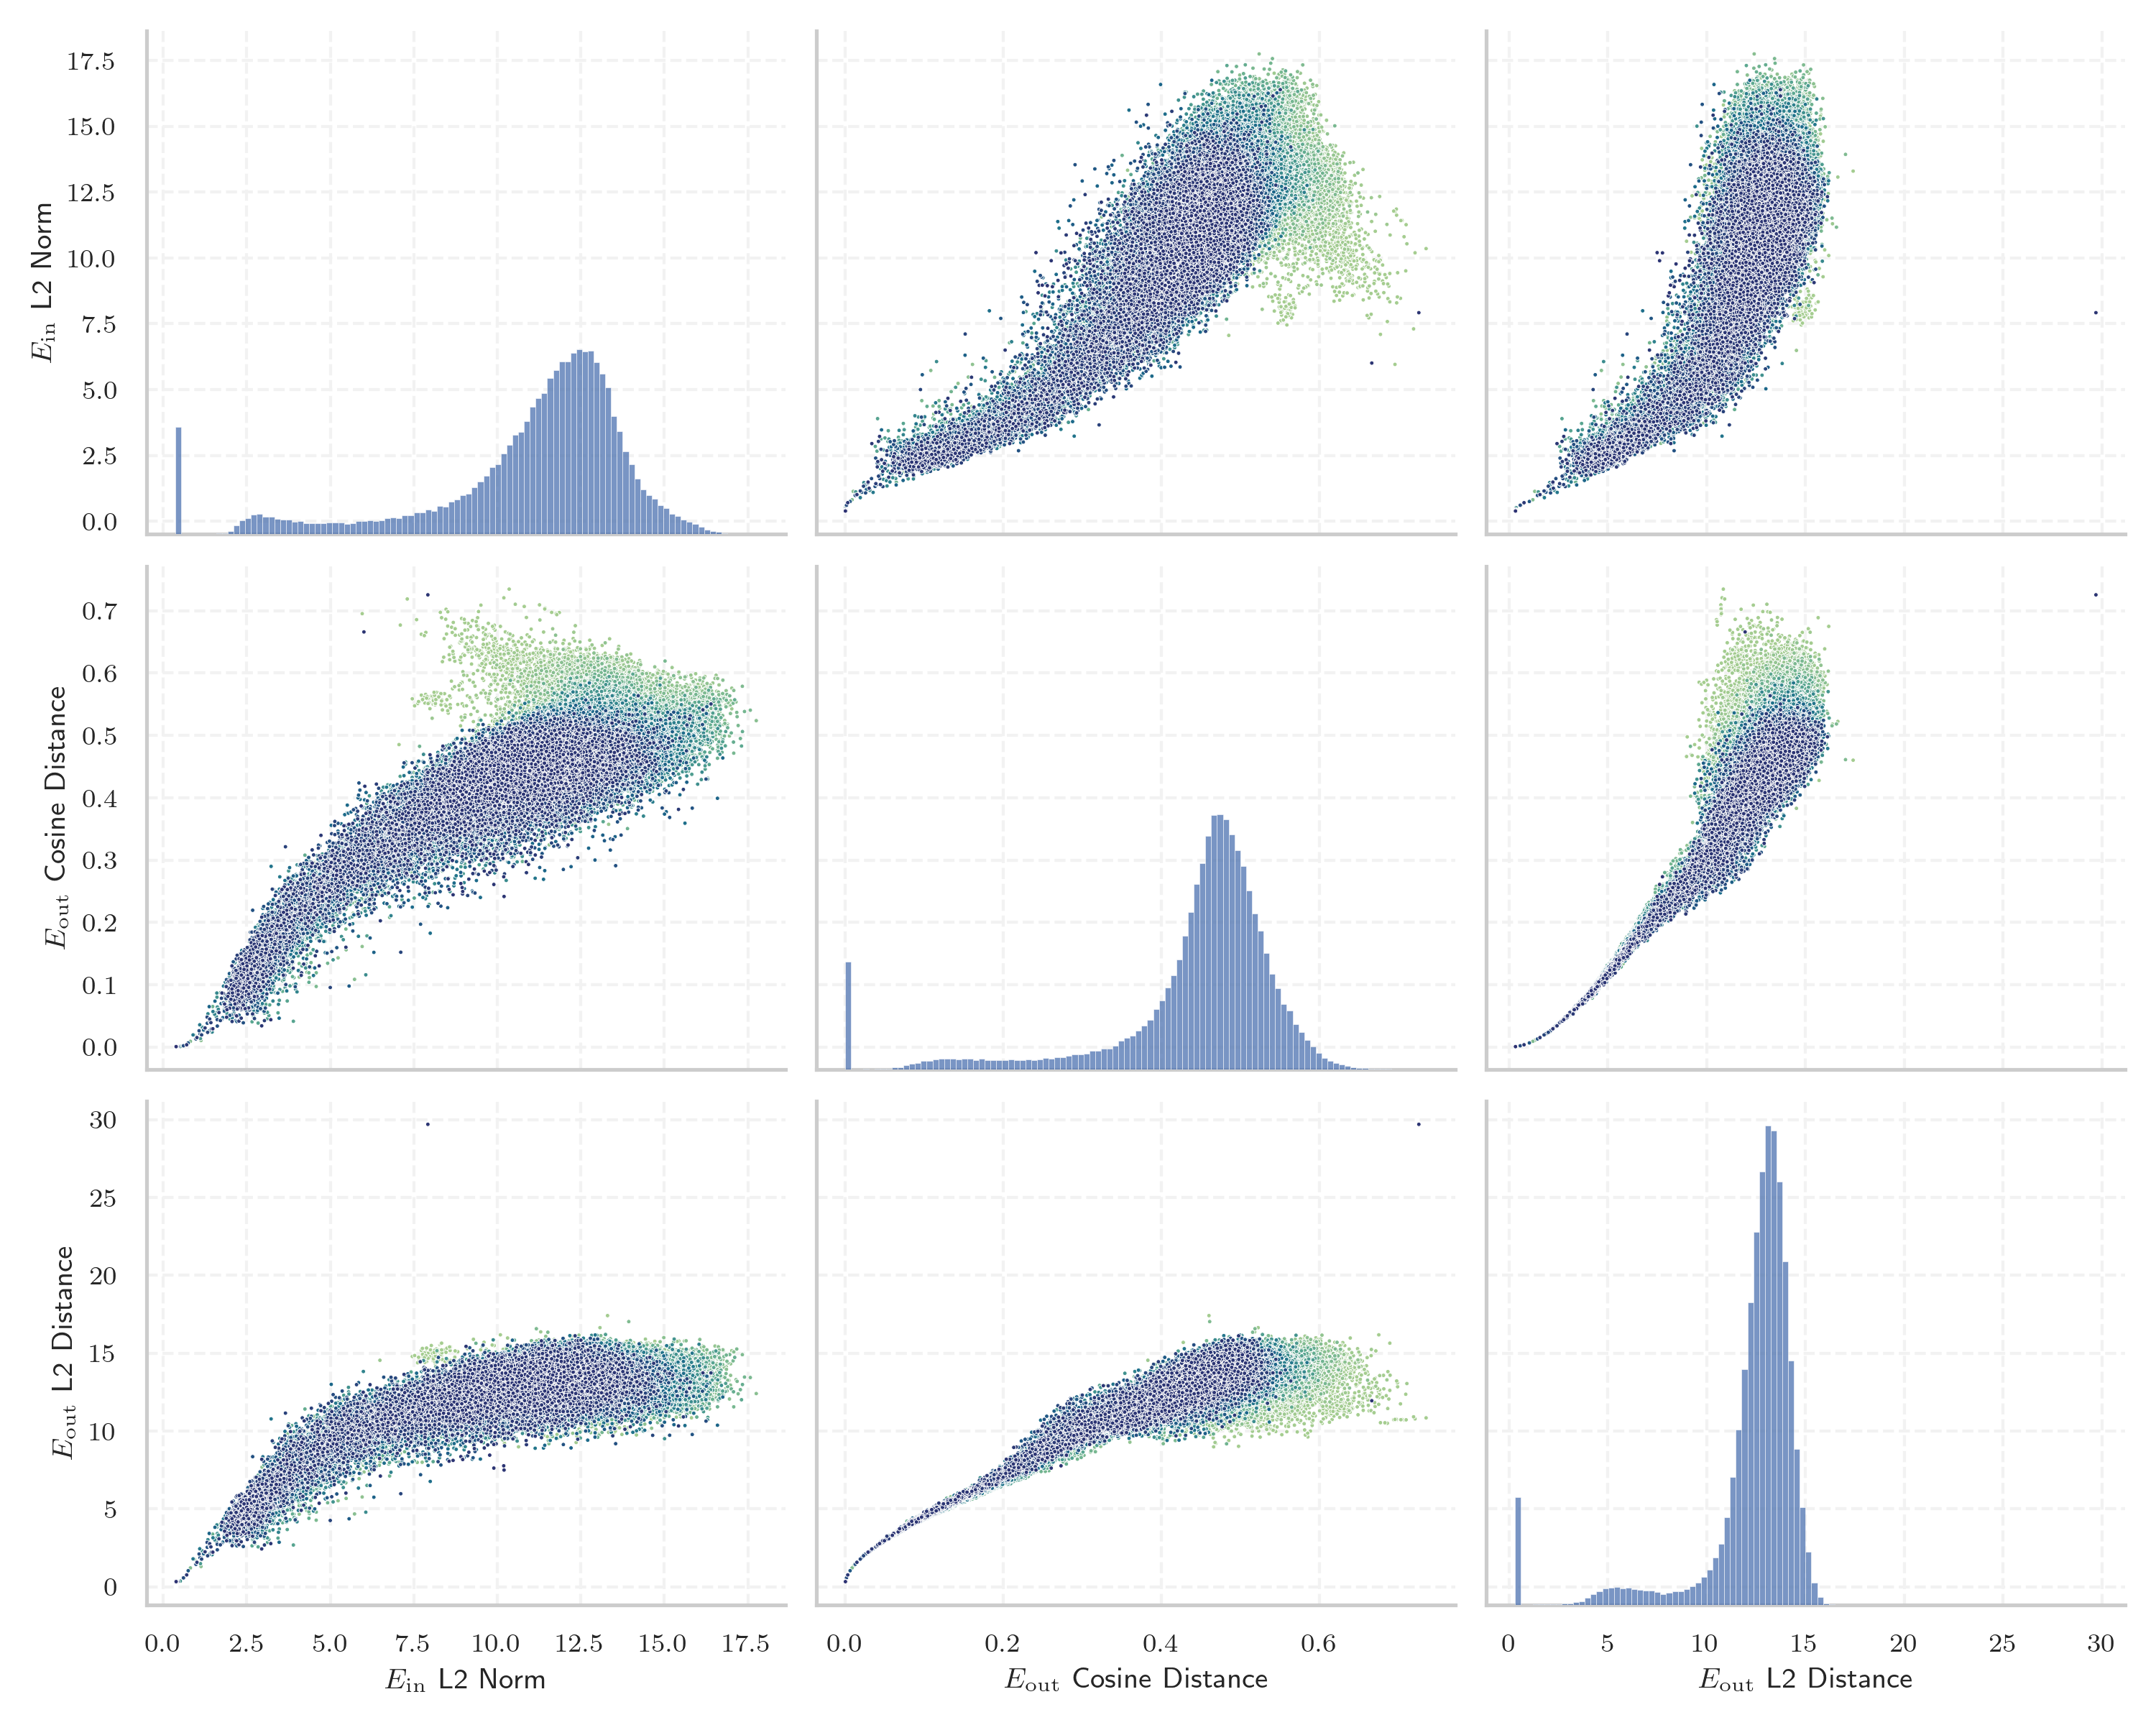 17.5
15.0
12.5
10.0
7.5
5.0
2.5
0.0
E_in L2 Norm
0.7
0.6
0.5
0.4
0.3
0.2
0.1
0.0
E_out Cosine Distance
30
25
20
15
10
5
0
E_out L2 Distance
0.0 2.5 5.0 7.5 10.0 12.5 15.0 17.5
E_in L2 Norm
0.0 0.2 0.4 0.6
E_out Cosine Distance
0 5 10 15 20 25 30
E_out L2 Distance